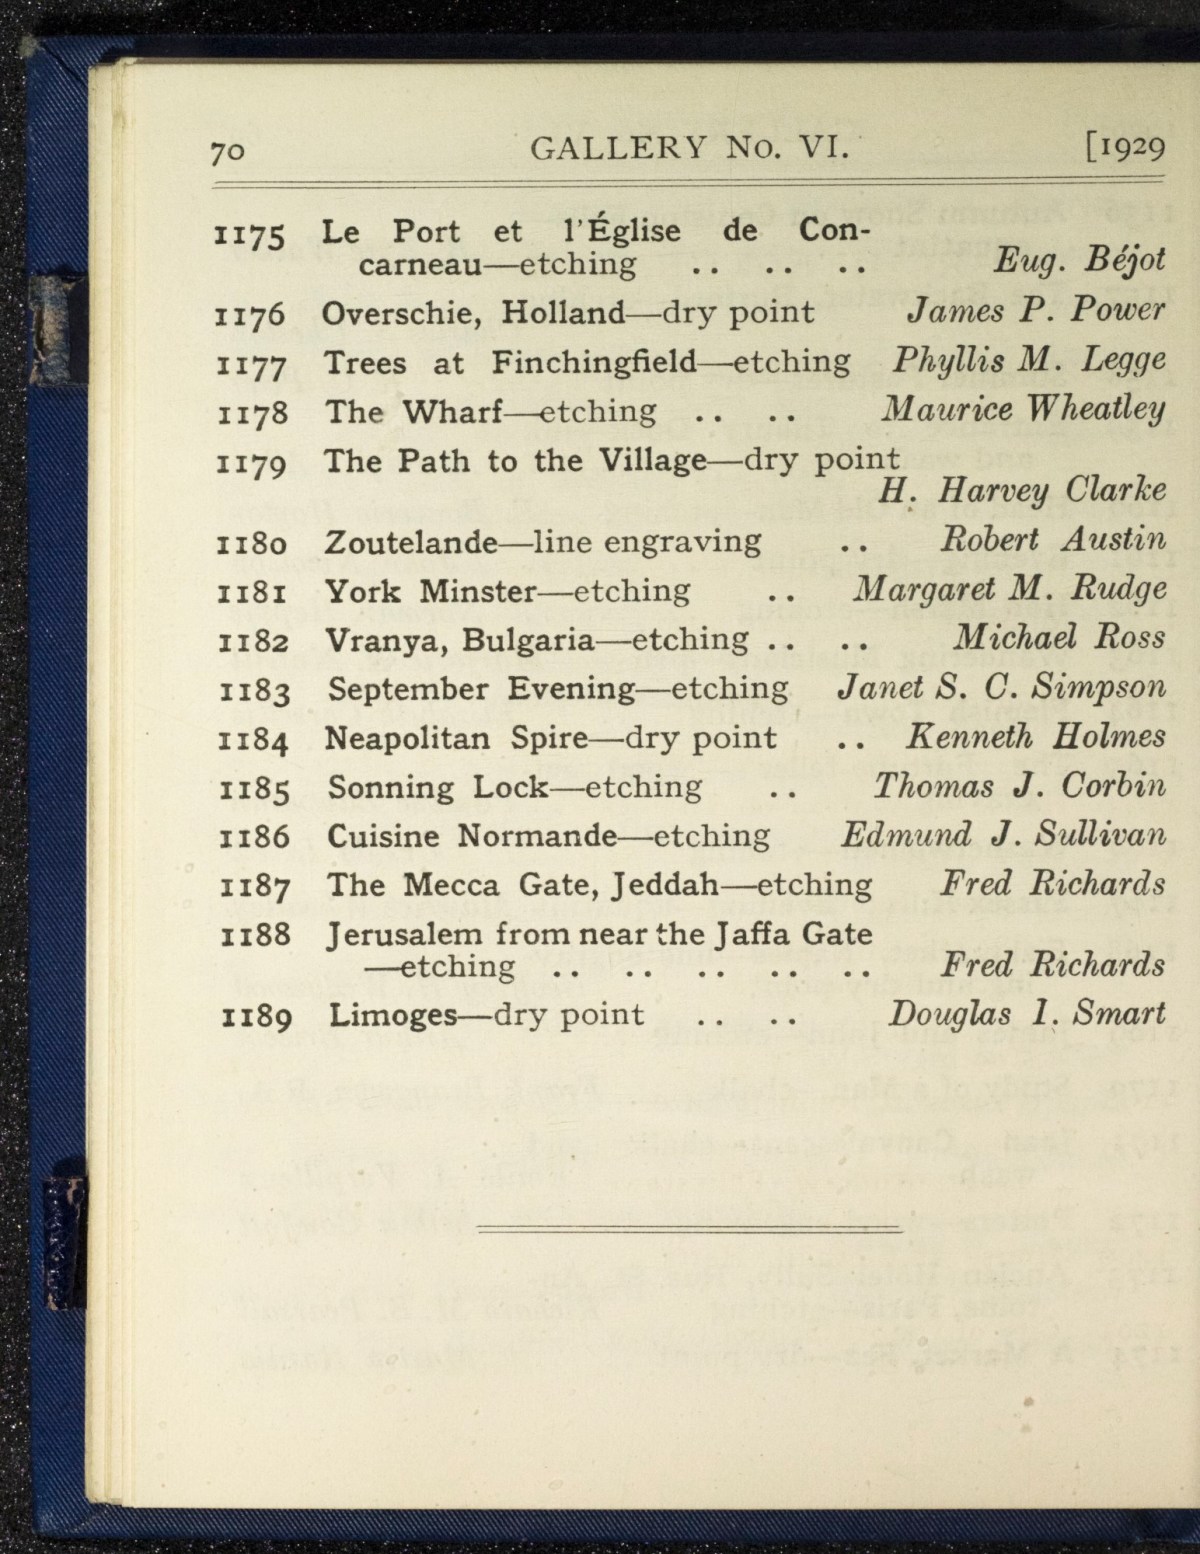 70 GALLERY No. VI. [1929
1175 Le Port et l'Église de Con-
carneau—etching .. .. .. Eug. Béjot
1176 Overschie, Holland—dry point James P. Power
1177 Trees at Finchingfield—etching Phyllis M. Legge
1178 The Wharf—etching .. .. Maurice Wheatley
1179 The Path to the Village—dry point
H. Harvey Clarke
1180 Zoutelande—line engraving .. Robert Austin
1181 York Minster—etching .. Margaret M. Rudge
1182 Vranya, Bulgaria—etching .. .. Michael Ross
1183 September Evening—etching Janet S. C. Simpson
1184 Neapolitan Spire—dry point .. Kenneth Holmes
1185 Sonning Lock—etching .. Thomas J. Corbin
1186 Cuisine Normande—etching Edmund J. Sullivan
1187 The Mecca Gate, Jeddah—etching Fred Richards
1188 Jerusalem from near the Jaffa Gate
—etching .. .. .. .. .. Fred Richards
1189 Limoges—dry point .. .. Douglas I. Smart